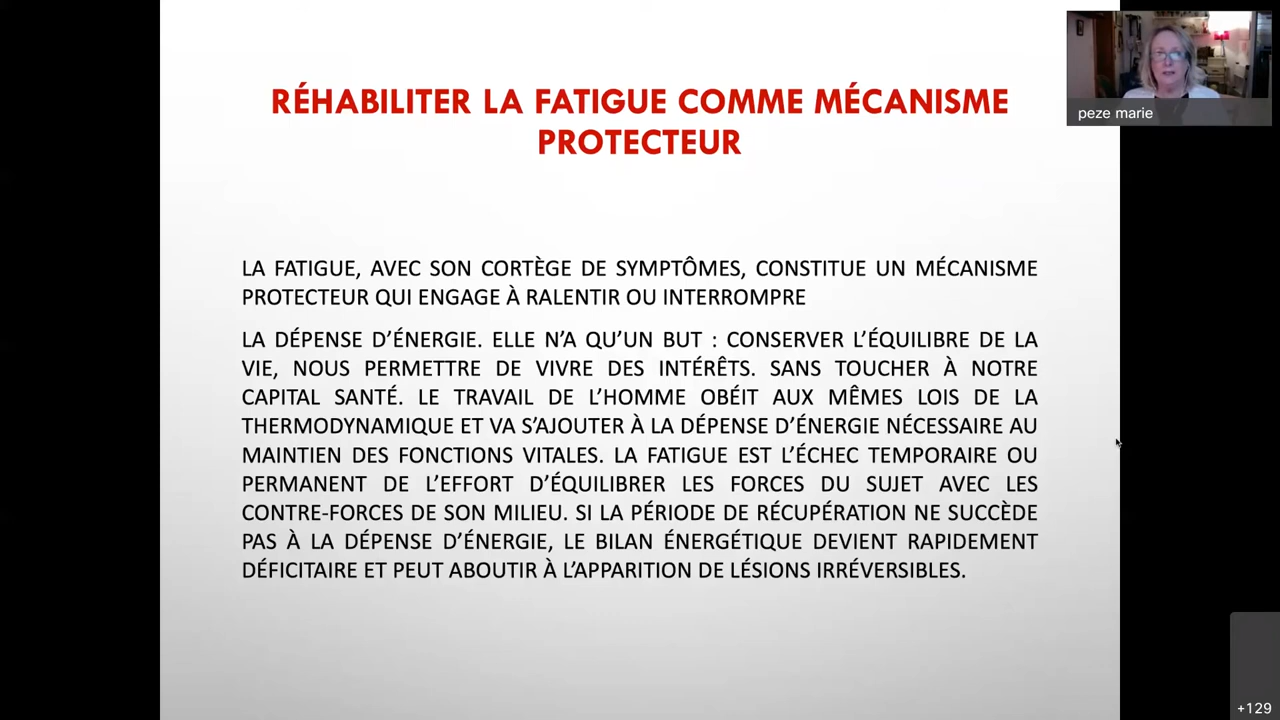 RÉHABILITER LA FATIGUE COMME MÉCANISME
PROTECTEUR
peze marie
LA FATIGUE, AVEC SON CORTÈGE DE SYMPTÔMES, CONSTITUE UN MÉCANISME
PROTECTEUR QUI ENGAGE À RALENTIR OU INTERROMPRE
LA DÉPENSE D’ÉNERGIE. ELLE N’A QU’UN BUT : CONSERVER L’ÉQUILIBRE DE LA
VIE, NOUS PERMETTRE DE VIVRE DES INTÉRÊTS. SANS TOUCHER À NOTRE
CAPITAL SANTÉ. LE TRAVAIL DE L’HOMME OBÉIT AUX MÊMES LOIS DE LA
THERMODYNAMIQUE ET VA S’AJOUTER À LA DÉPENSE D’ÉNERGIE NÉCESSAIRE AU
MAINTIEN DES FONCTIONS VITALES. LA FATIGUE EST L’ÉCHEC TEMPORAIRE OU
PERMANENT DE L’EFFORT D’ÉQUILIBRER LES FORCES DU SUJET AVEC LES
CONTRE-FORCES DE SON MILIEU. SI LA PÉRIODE DE RÉCUPÉRATION NE SUCCÈDE
PAS À LA DÉPENSE D’ÉNERGIE, LE BILAN ÉNERGÉTIQUE DEVIENT RAPIDEMENT
DÉFICITAIRE ET PEUT ABOUTIR À L’APPARITION DE LÉSIONS IRRÉVERSIBLES.
+129